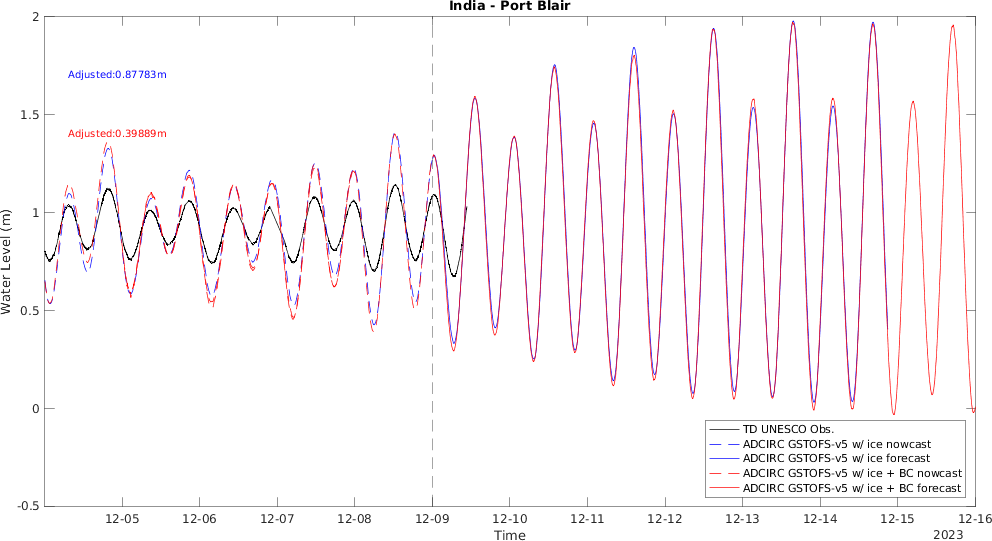 India - Port Blair
2
1.5
1
0.5
0
-0.5
Water Level (m)
Adjusted:0.87783m
Adjusted:0.39889m
TD UNESCO Obs.
ADCIRC GSTOFS-v5 w/ ice nowcast
ADCIRC GSTOFS-v5 w/ ice forecast
ADCIRC GSTOFS-v5 w/ ice + BC nowcast
ADCIRC GSTOFS-v5 w/ ice + BC forecast
12-05 12-06 12-07 12-08 12-09 12-10 12-11 12-12 12-13 12-14 12-15 12-16
Time
2023